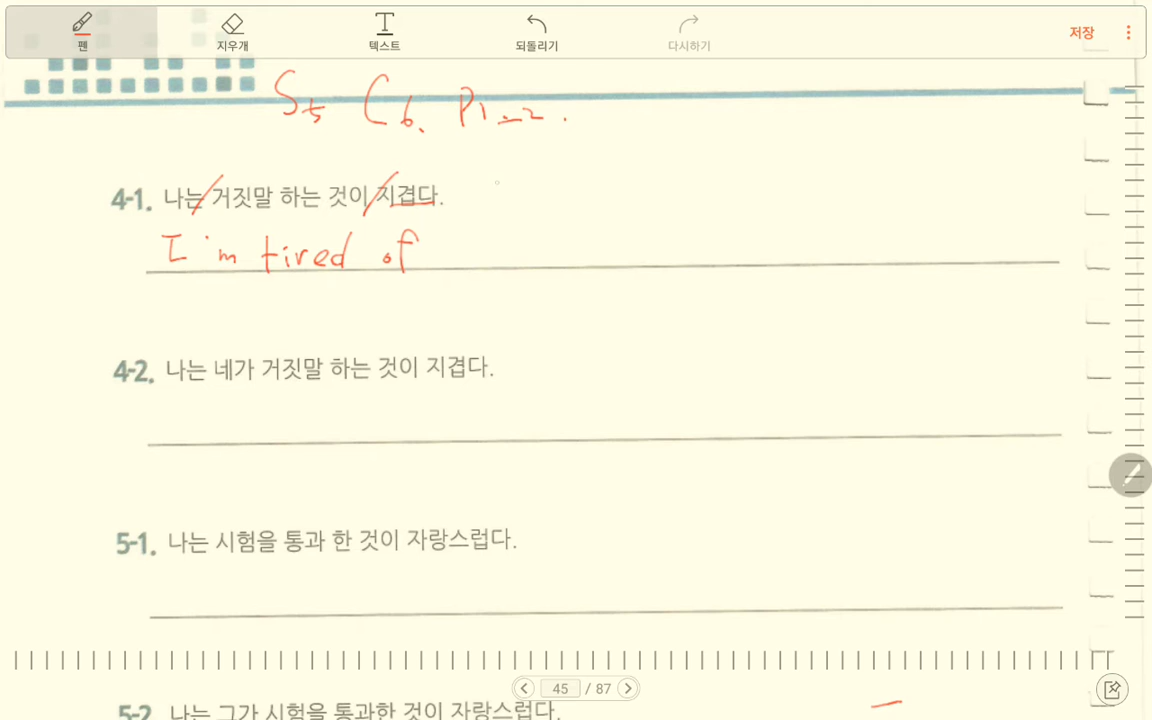 펜 지우개 텍스트 되돌리기 다시하기 저장
S5 C6. P1-2.
4-1. 나는 거짓말 하는 것이 지겹다.
I'm tired of
4-2. 나는 네가 거짓말 하는 것이 지겹다.
5-1. 나는 시험을 통과 한 것이 자랑스럽다.
45 / 87
5-2. 나는 그가 시험을 통과한 것이 자랑스럽다.